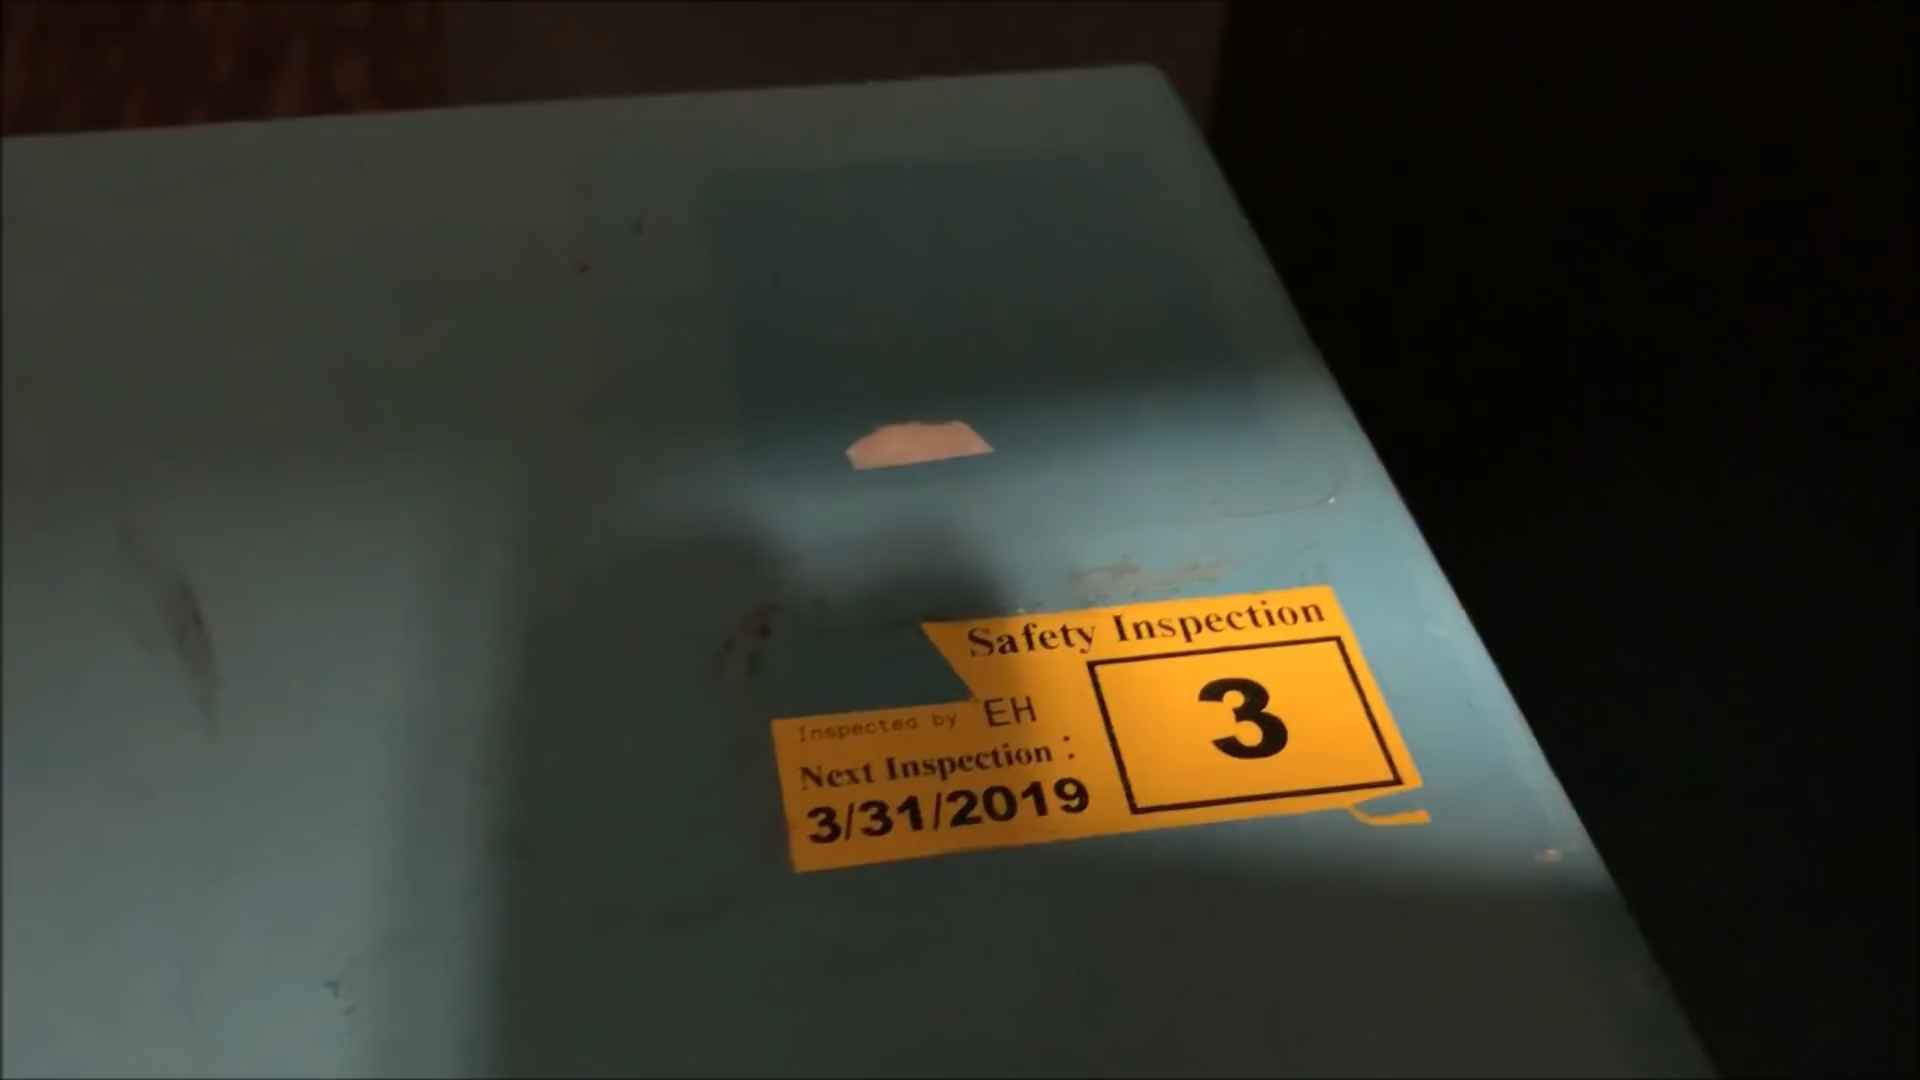 Safety Inspection
3
Inspected by EH
Next Inspection :
3/31/2019